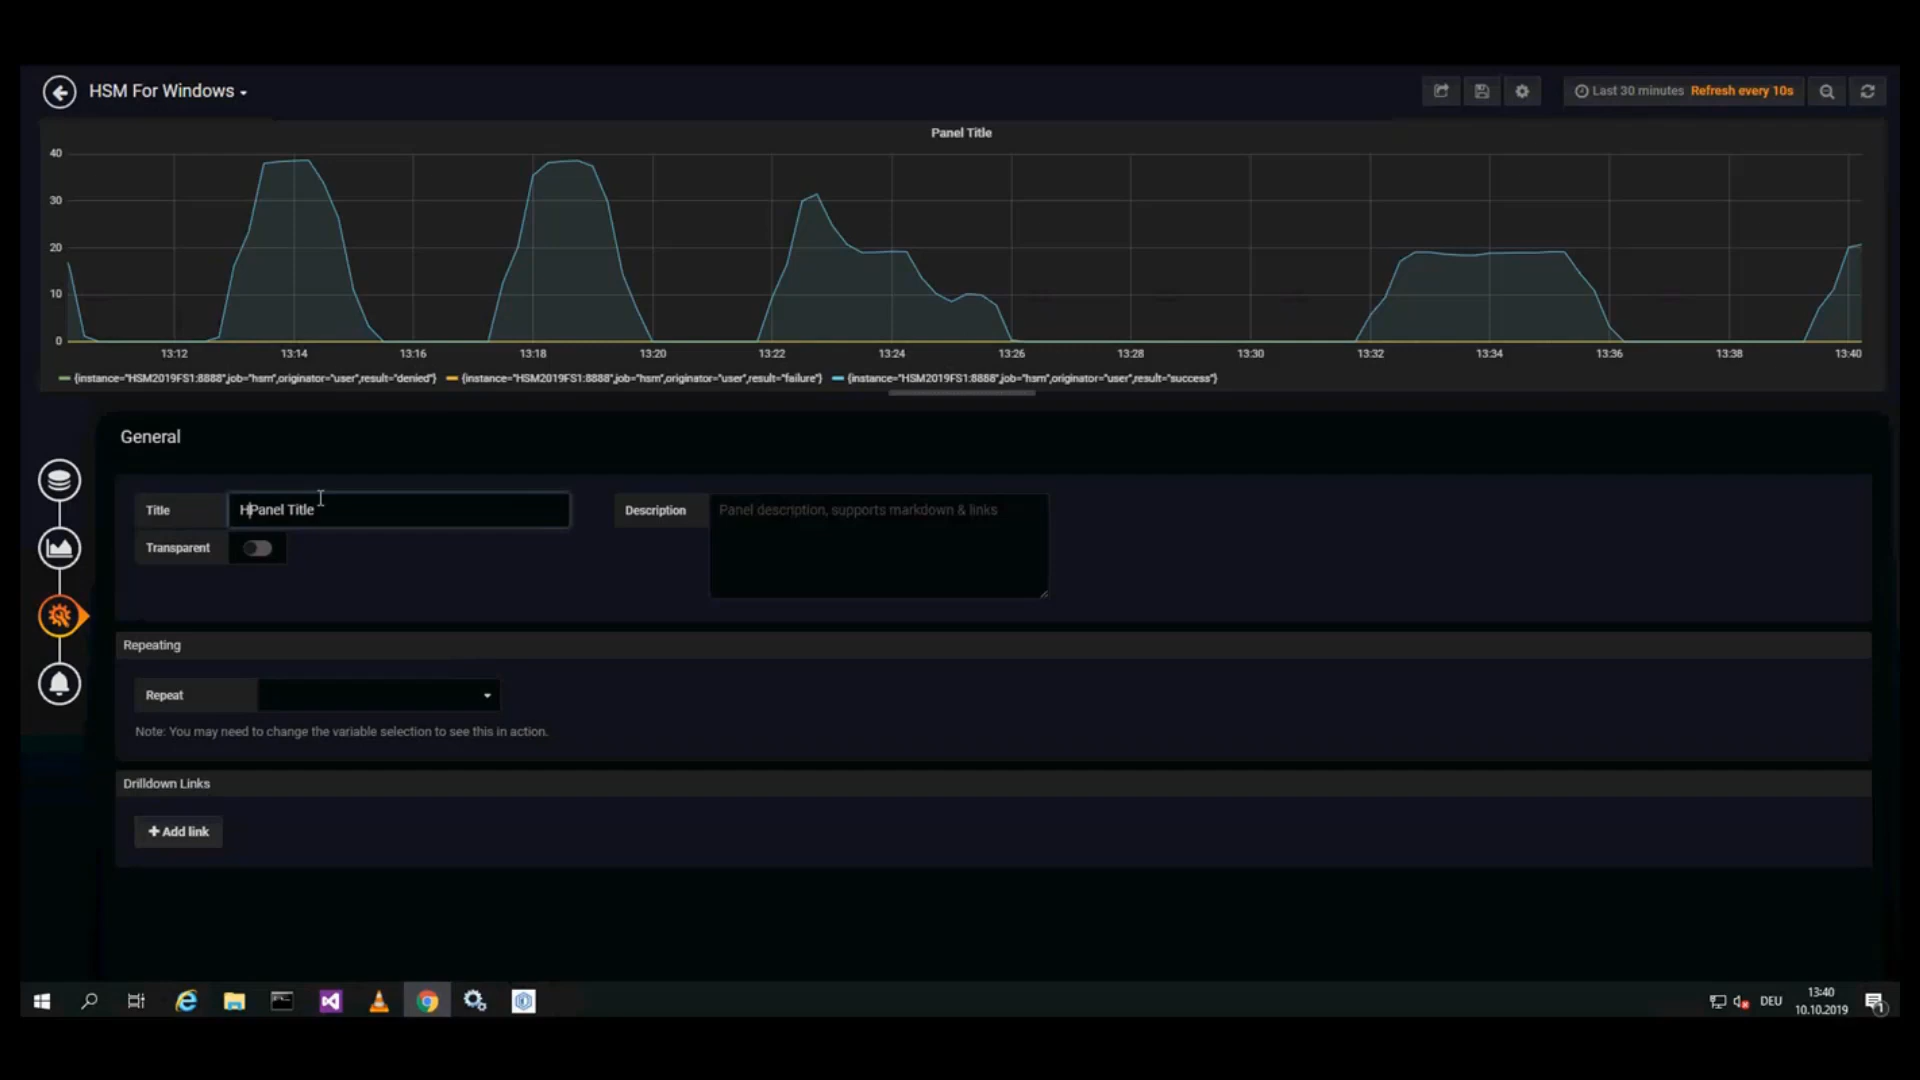 HSM For Windows
Last 30 minutes Refresh every 10s
Panel Title
40
30
20
10
0
13:12 13:14 13:16 13:18 13:20 13:22 13:24 13:26 13:28 13:30 13:32 13:34 13:36 13:38 13:40
{instance="HSM2019FS1:8888",job="hsm",originator="user",result="denied"} {instance="HSM2019FS1:8888",job="hsm",originator="user",result="failure"} {instance="HSM2019FS1:8888",job="hsm",originator="user",result="success"}
General
Title HPanel Title Description Panel description, supports markdown & links
Transparent
Repeating
Repeat
Note: You may need to change the variable selection to see this in action.
Drilldown Links
+ Add link
DEU 13:40
10.10.2019
1